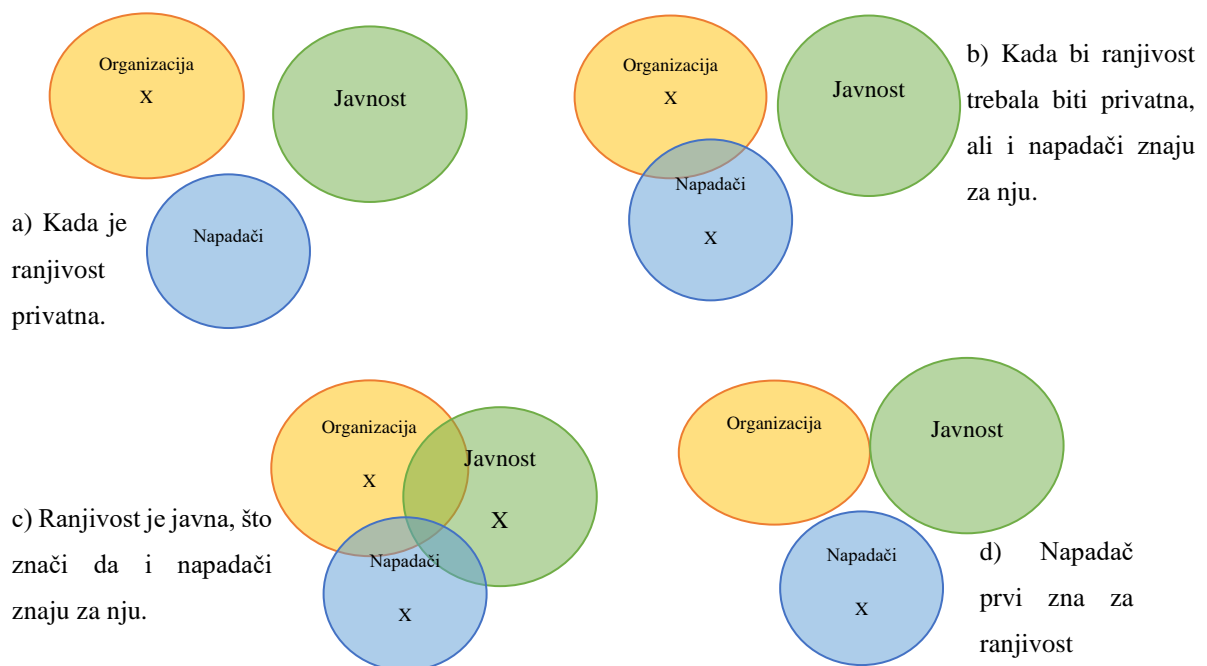 Organizacija
X
Javnost
Napadači
a) Kada je
ranjivost
privatna.
Organizacija
X
Javnost
Napadači
X
b) Kada bi ranjivost
trebala biti privatna,
ali i napadači znaju
za nju.
Organizacija
X
Javnost
X
Napadači
X
c) Ranjivost je javna, što
znači da i napadači
znaju za nju.
Organizacija
Javnost
Napadači
X
d) Napadač
prvi zna za
ranjivost